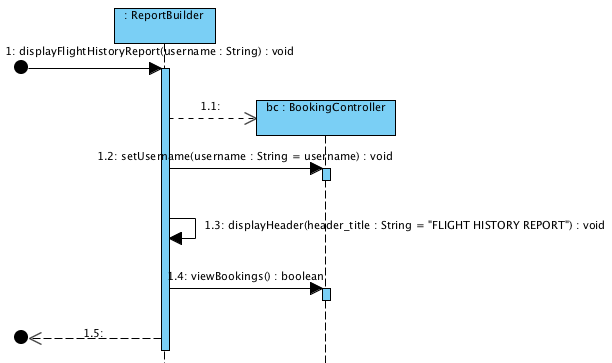 : ReportBuilder
1: displayFlightHistoryReport(username : String) : void
1.1:
bc : BookingController
1.2: setUsername(username : String = username) : void
1.3: displayHeader(header_title : String = "FLIGHT HISTORY REPORT") : void
1.4: viewBookings() : boolean
1.5: